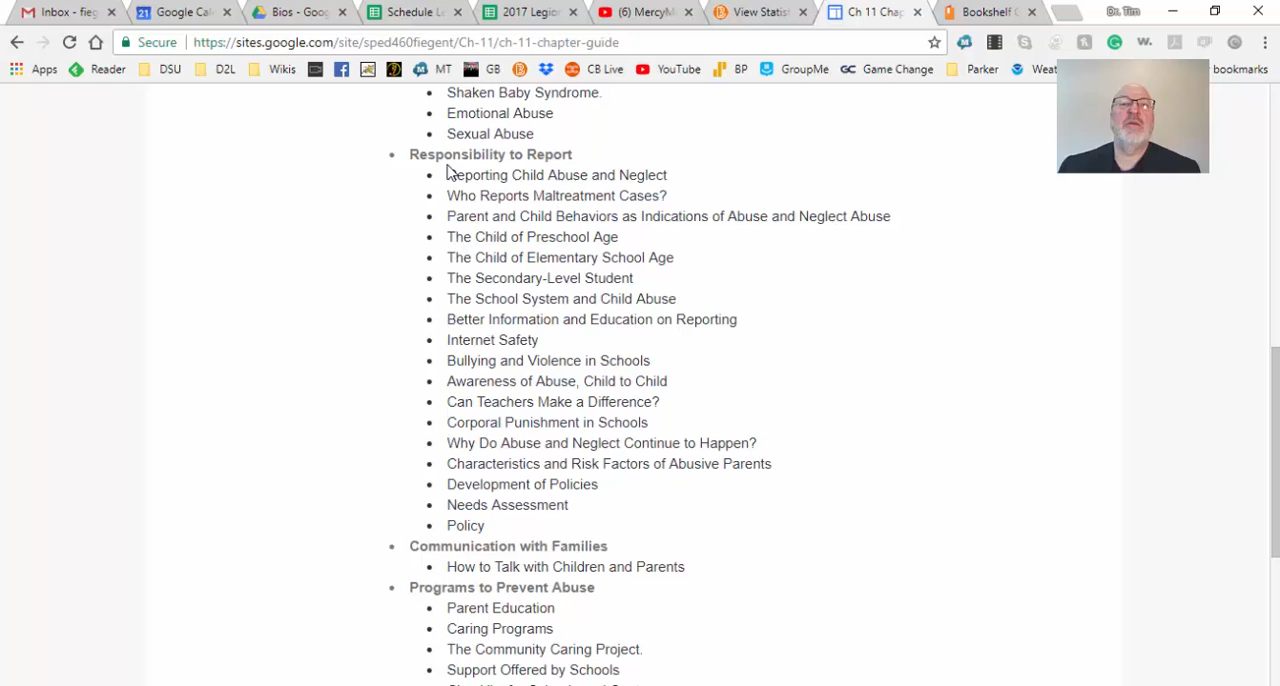 Inbox - fieg
Google Cal
Bios - Goo
Schedule L
2017 Legion
(6) MercyM
View Statist
Ch 11 Chap
Bookshelf O
Dr. Tim
Secure
https://sites.google.com/site/sped460fiegent/Ch-11/ch-11-chapter-guide
Apps Reader DSU D2L Wikis MT GB CB Live YouTube BP GroupMe GC Game Change Parker Weat bookmarks
Shaken Baby Syndrome.
Emotional Abuse
Sexual Abuse
Responsibility to Report
Reporting Child Abuse and Neglect
Who Reports Maltreatment Cases?
Parent and Child Behaviors as Indications of Abuse and Neglect Abuse
The Child of Preschool Age
The Child of Elementary School Age
The Secondary-Level Student
The School System and Child Abuse
Better Information and Education on Reporting
Internet Safety
Bullying and Violence in Schools
Awareness of Abuse, Child to Child
Can Teachers Make a Difference?
Corporal Punishment in Schools
Why Do Abuse and Neglect Continue to Happen?
Characteristics and Risk Factors of Abusive Parents
Development of Policies
Needs Assessment
Policy
Communication with Families
How to Talk with Children and Parents
Programs to Prevent Abuse
Parent Education
Caring Programs
The Community Caring Project.
Support Offered by Schools